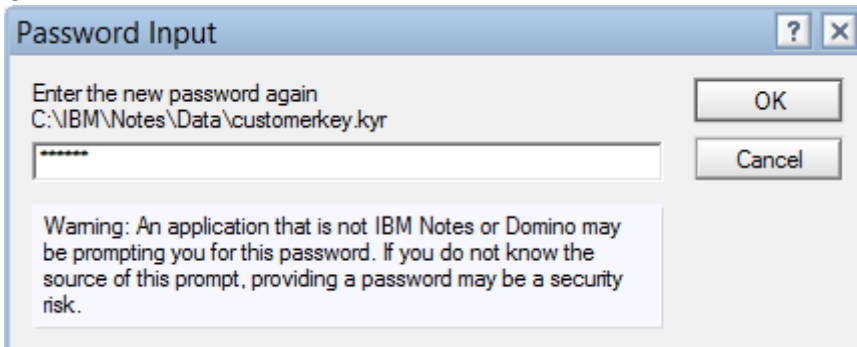 Password Input
?
Enter the new password again
C:\IBM\Notes\Data\customerkey.kyr
OK
******
Cancel
Warning: An application that is not IBM Notes or Domino may
be prompting you for this password. If you do not know the
source of this prompt, providing a password may be a security
risk.